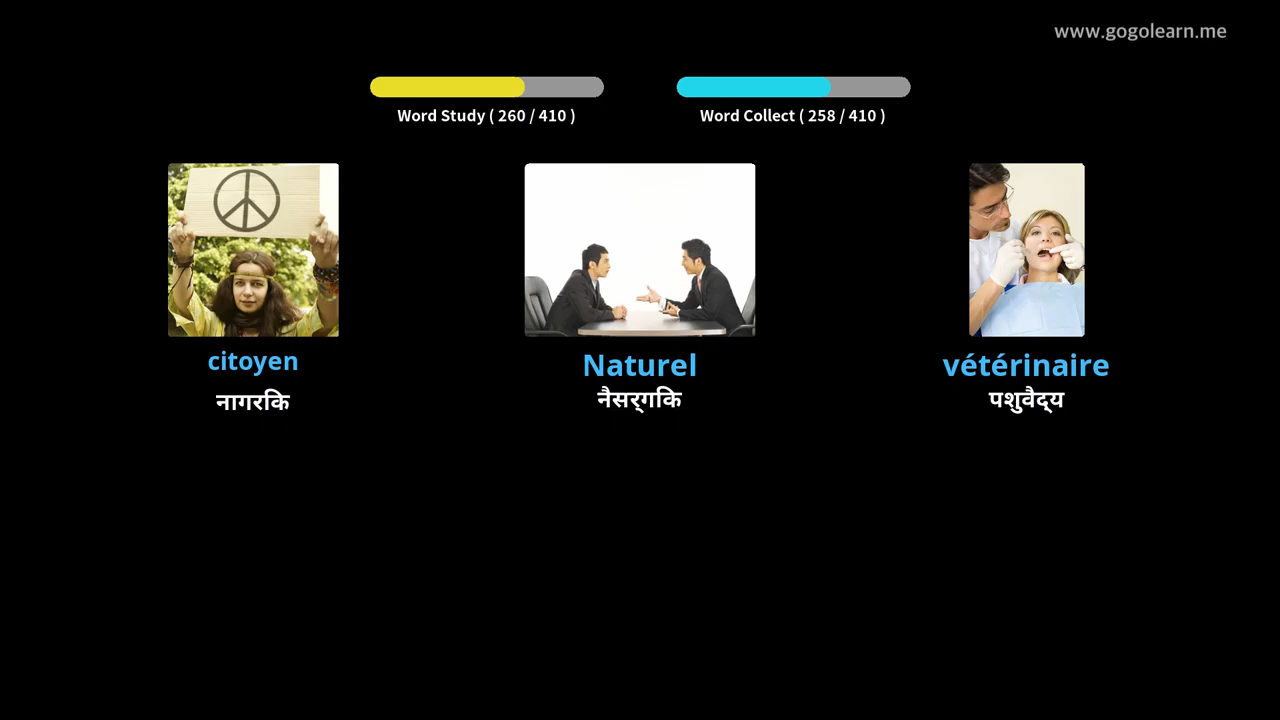 www.gogolearn.me
Word Study ( 260 / 410 )
Word Collect ( 258 / 410 )
citoyen
Naturel
vétérinaire
नागरकि
नैसर्गकि
पशुवैद्य